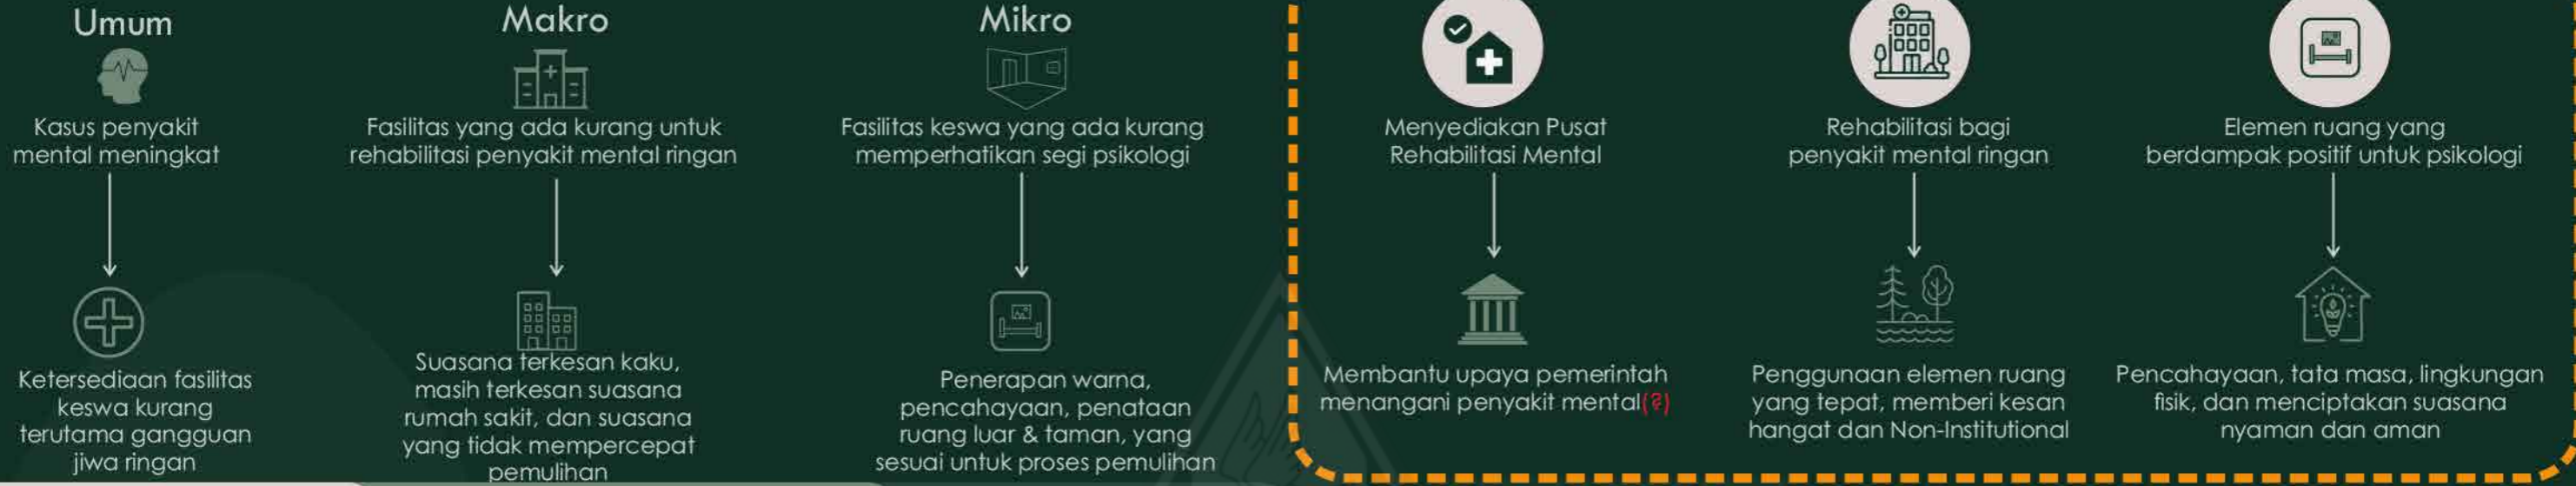 Umum
Kasus penyakit
mental meningkat
Ketersediaan fasilitas
keswa kurang
terutama gangguan
jiwa ringan
Makro
Fasilitas yang ada kurang untuk
rehabilitasi penyakit mental ringan
Suasana terkesan kaku,
masih terkesan suasana
rumah sakit, dan suasana
yang tidak mempercepat
pemulihan
Mikro
Fasilitas keswa yang ada kurang
memperhatikan segi psikologi
Penerapan warna,
pencahayaan, penataan
ruang luar & taman, yang
sesuai untuk proses pemulihan
Menyediakan Pusat
Rehabilitasi Mental
Membantu upaya pemerintah
menangani penyakit mental(?)
Rehabilitasi bagi
penyakit mental ringan
Penggunaan elemen ruang
yang tepat, memberi kesan
hangat dan Non-Institutional
Elemen ruang yang
berdampak positif untuk psikologi
Pencahayaan, tata masa, lingkungan
fisik, dan menciptakan suasana
nyaman dan aman